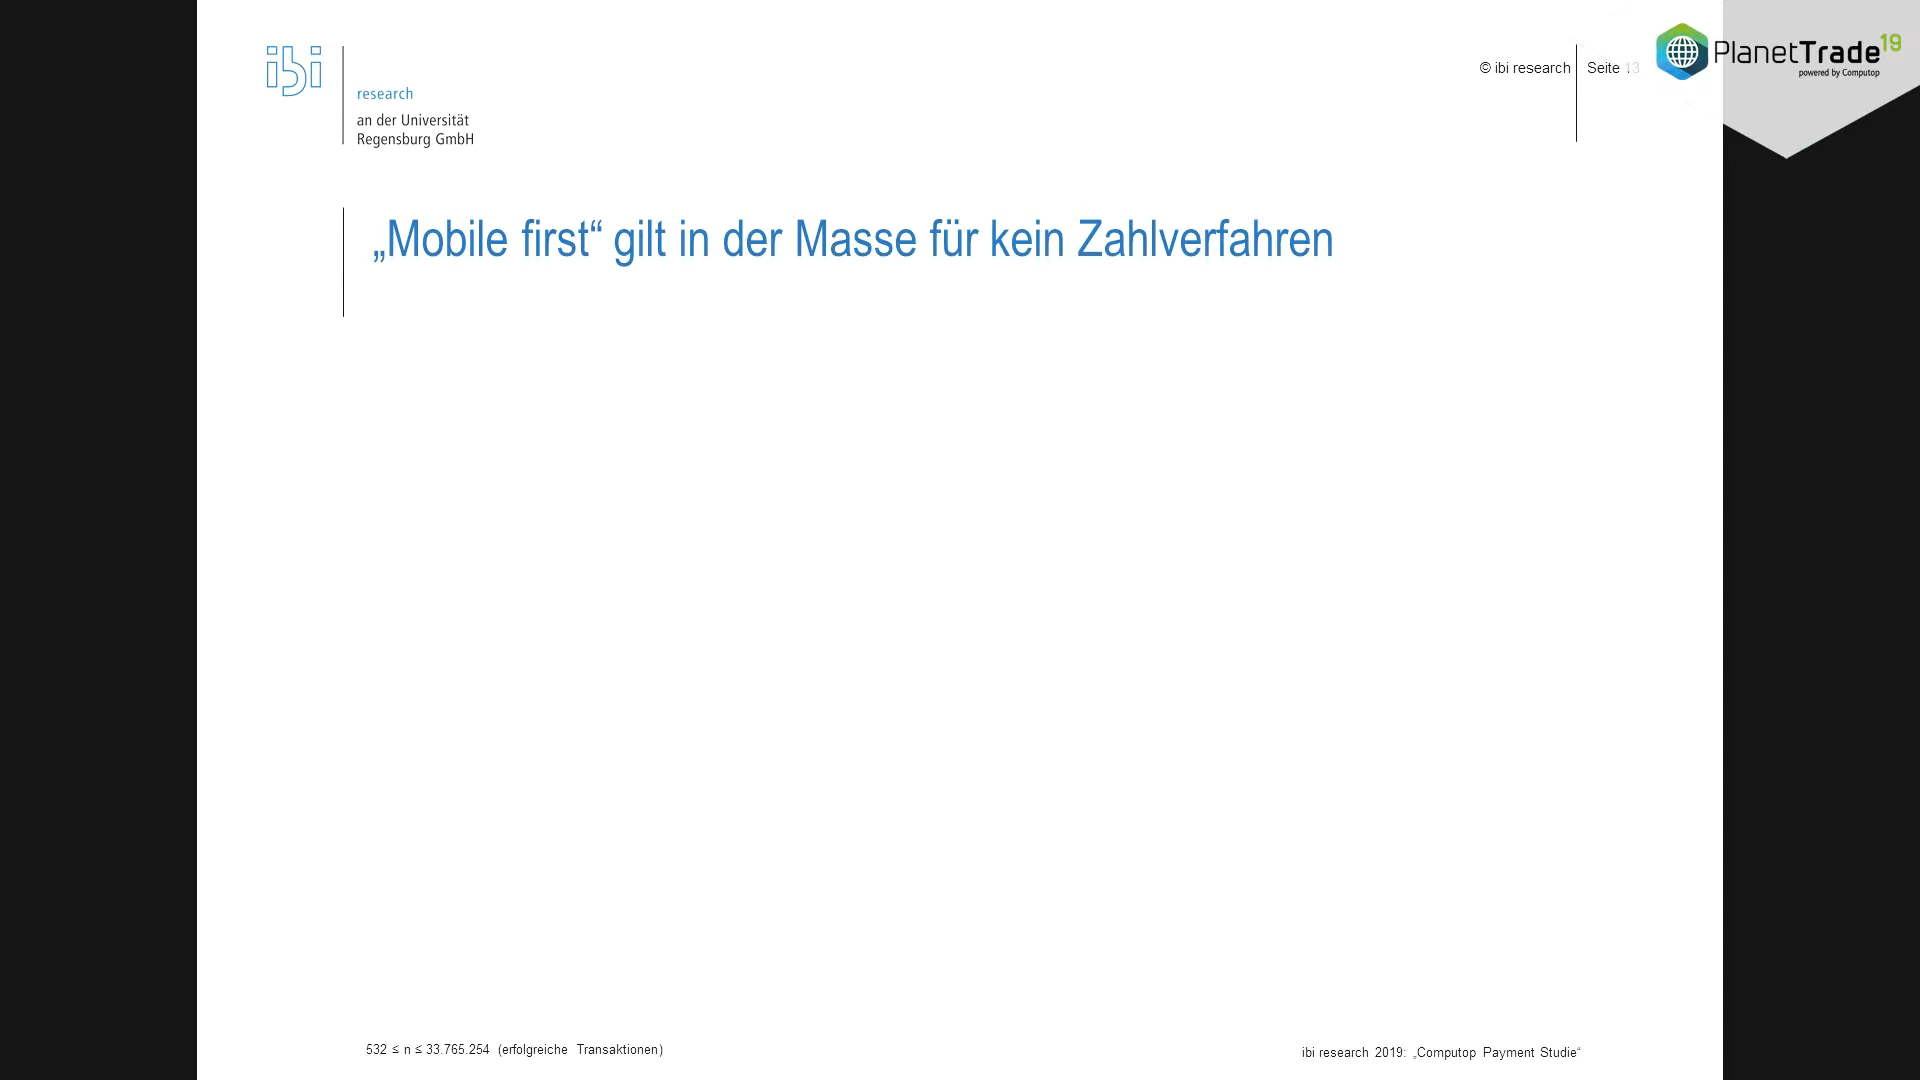 ibi
research
an der Universität
Regensburg GmbH
© ibi research
Seite 13
PlanetTrade19
powered by Computop
„Mobile first“ gilt in der Masse für kein Zahlverfahren
532 ≤ n ≤ 33.765.254 (erfolgreiche Transaktionen)
ibi research 2019: „Computop Payment Studie“